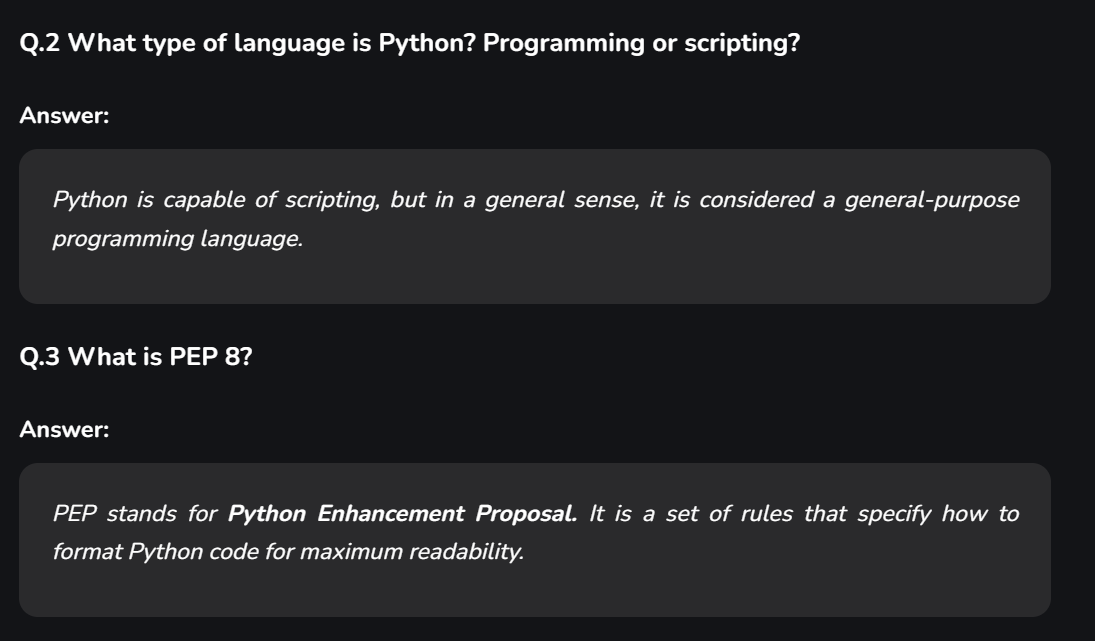 Q.2 What type of language is Python? Programming or scripting?
Answer:
Python is capable of scripting, but in a general sense, it is considered a general-purpose
programming language.
Q.3 What is PEP 8?
Answer:
PEP stands for Python Enhancement Proposal. It is a set of rules that specify how to
format Python code for maximum readability.